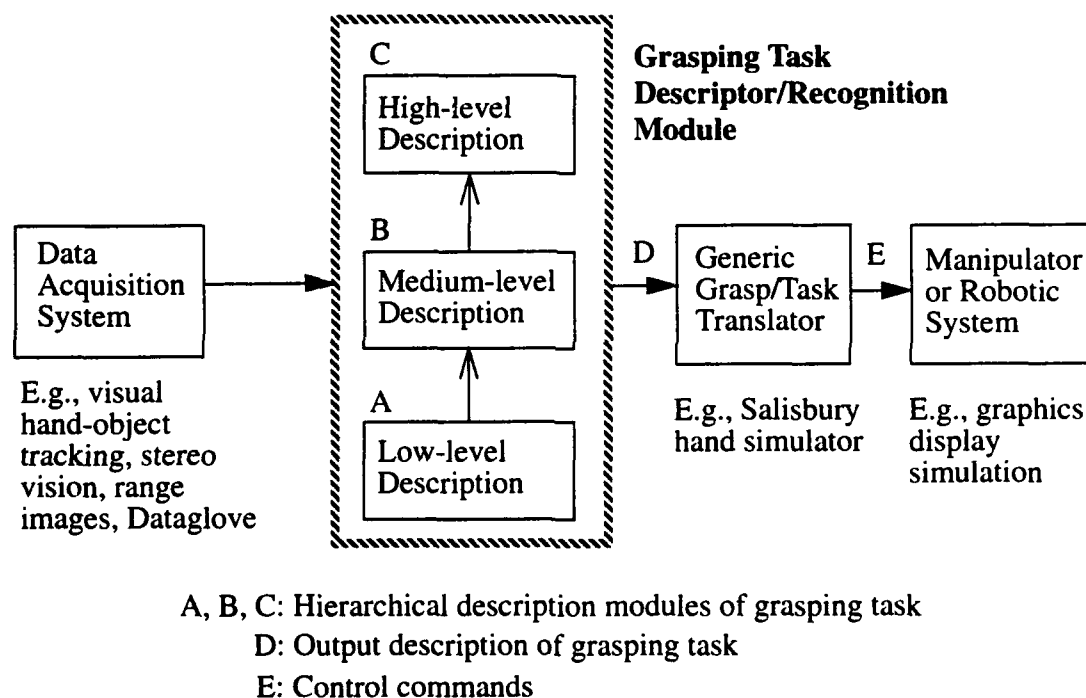 C
High-level
Description
Grasping Task
Descriptor/Recognition
Module
B
Medium-level
Description
A
Low-level
Description
Data
Acquisition
System
E.g., visual
hand-object
tracking, stereo
vision, range
images, Dataglove
D
Generic
Grasp/Task
Translator
E.g., Salisbury
hand simulator
E
Manipulator
or Robotic
System
E.g., graphics
display
simulation
A, B, C: Hierarchical description modules of grasping task
D: Output description of grasping task
E: Control commands